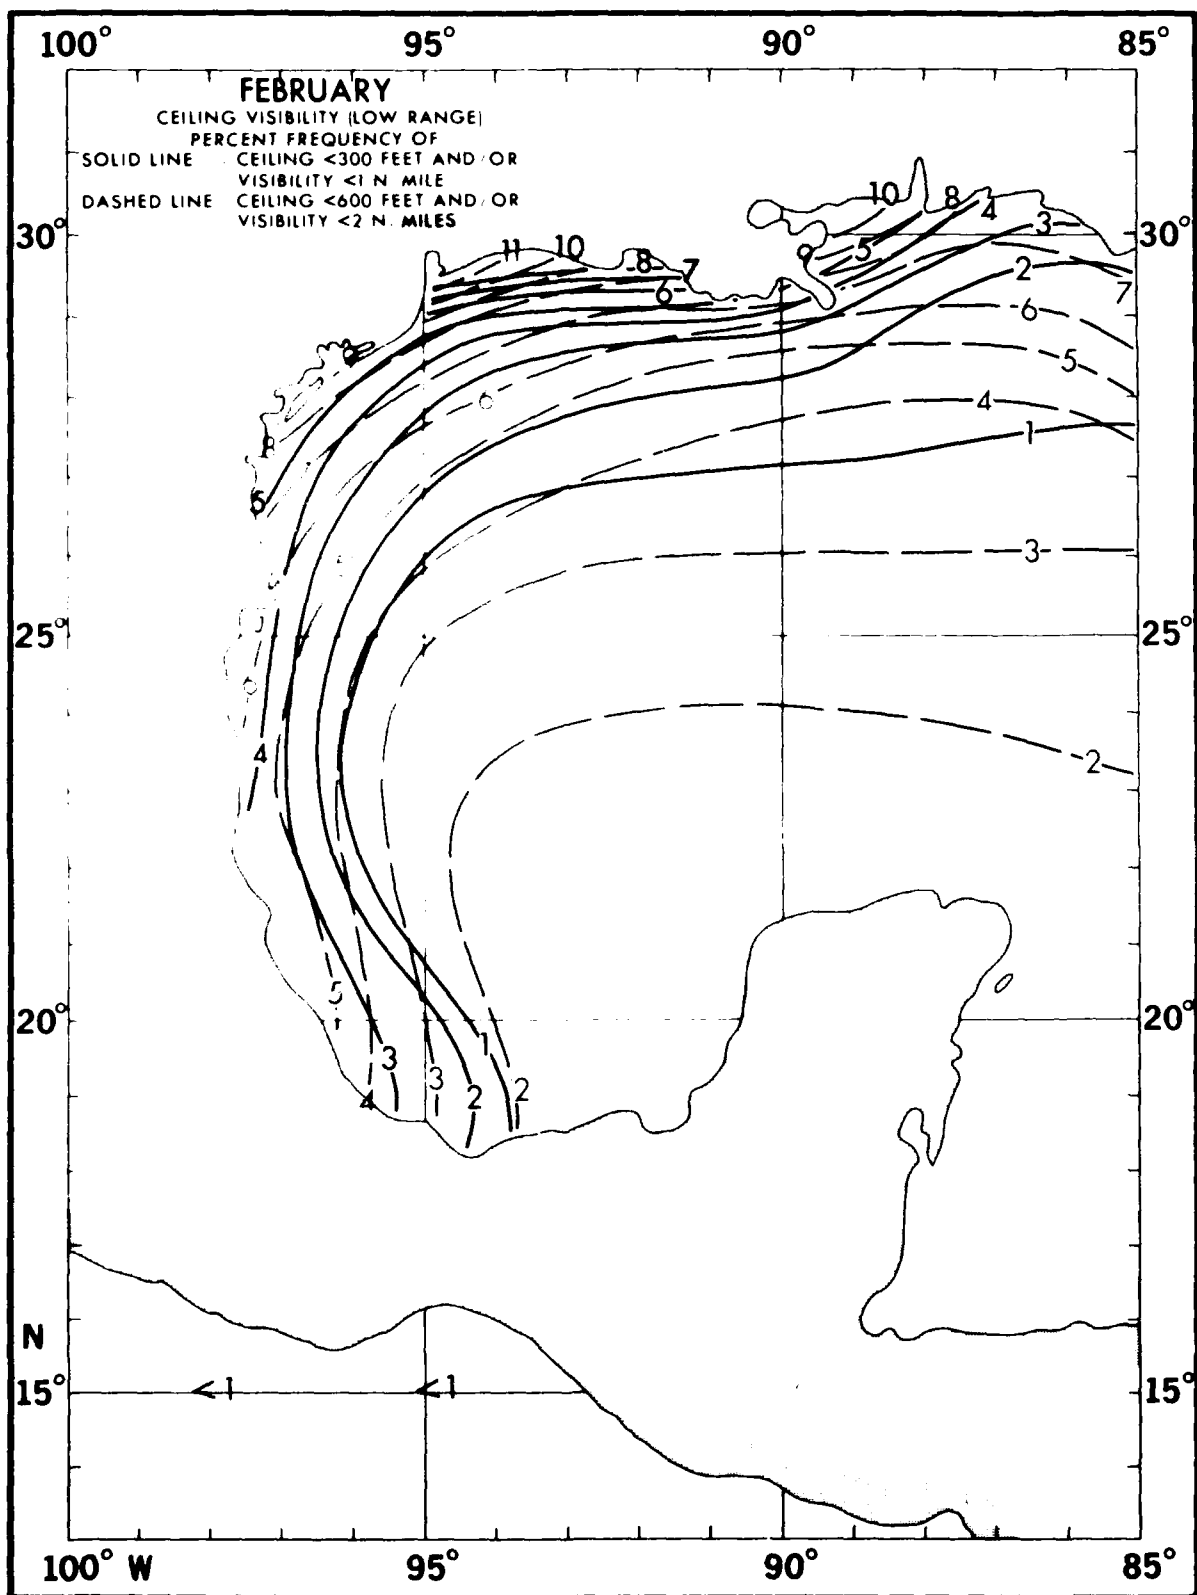 100° 95° 90° 85°
FEBRUARY
CEILING VISIBILITY (LOW RANGE)
PERCENT FREQUENCY OF
SOLID LINE CEILING <300 FEET AND/OR
VISIBILITY <1 N MILE
DASHED LINE CEILING <600 FEET AND/OR
VISIBILITY <2 N. MILES
10 8 4 3
30° 30°
11 10 8 7 9 5 2
6 7
6
5
6 4
8 1
5
3
25° 25°
4 2
5
20° 20°
3 1
4 3 2 2
N
15° <1 <1 15°
100° W 95° 90° 85°